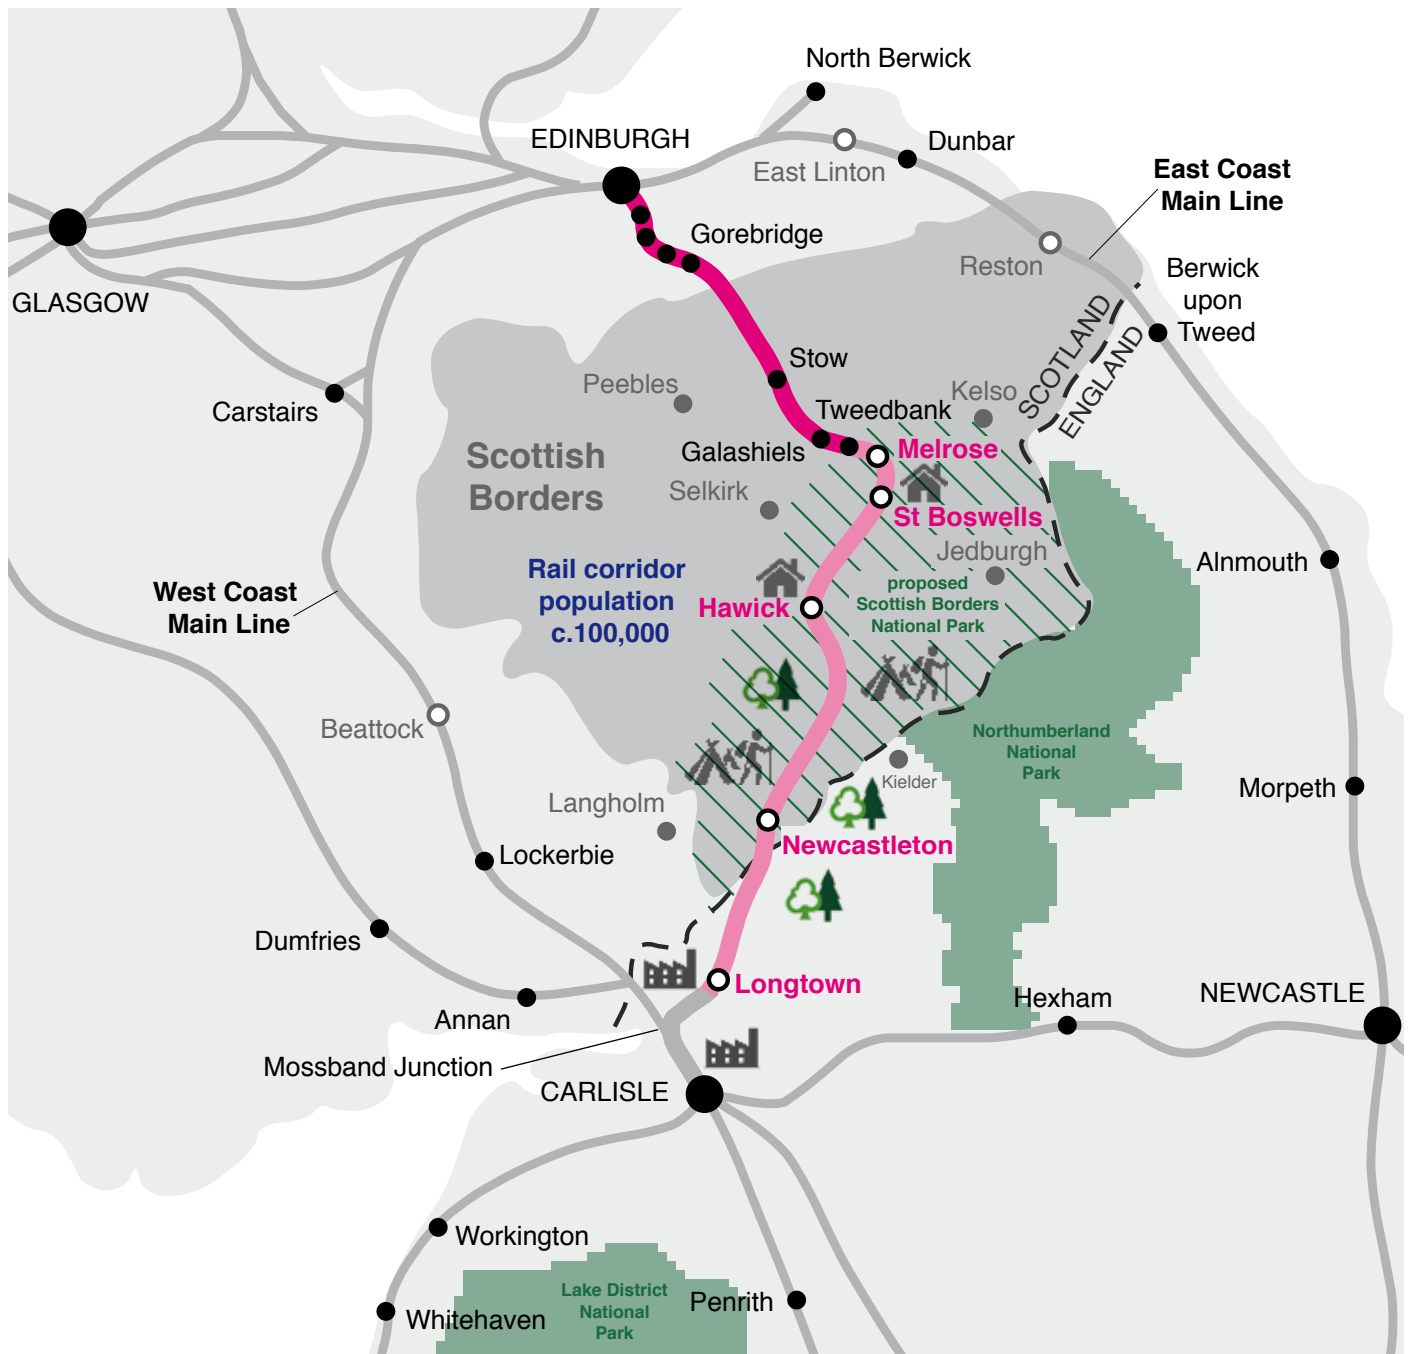 North Berwick
EDINBURGH
Dunbar
East Linton
East Coast
Main Line
Gorebridge
Reston
Berwick
upon
Tweed
GLASGOW
SCOTLAND
ENGLAND
Stow
Peebles
Kelso
Carstairs
Tweedbank
Galashiels
Melrose
Scottish
Borders
Selkirk
St Boswells
Jedburgh
Alnmouth
Rail corridor
population
c.100,000
proposed
Scottish Borders
National Park
West Coast
Main Line
Hawick
Beattock
Northumberland
National
Park
Kielder
Morpeth
Langholm
Newcastleton
Lockerbie
Dumfries
Longtown
Hexham
NEWCASTLE
Annan
Mossband Junction
CARLISLE
Workington
Lake District
National
Park
Penrith
Whitehaven